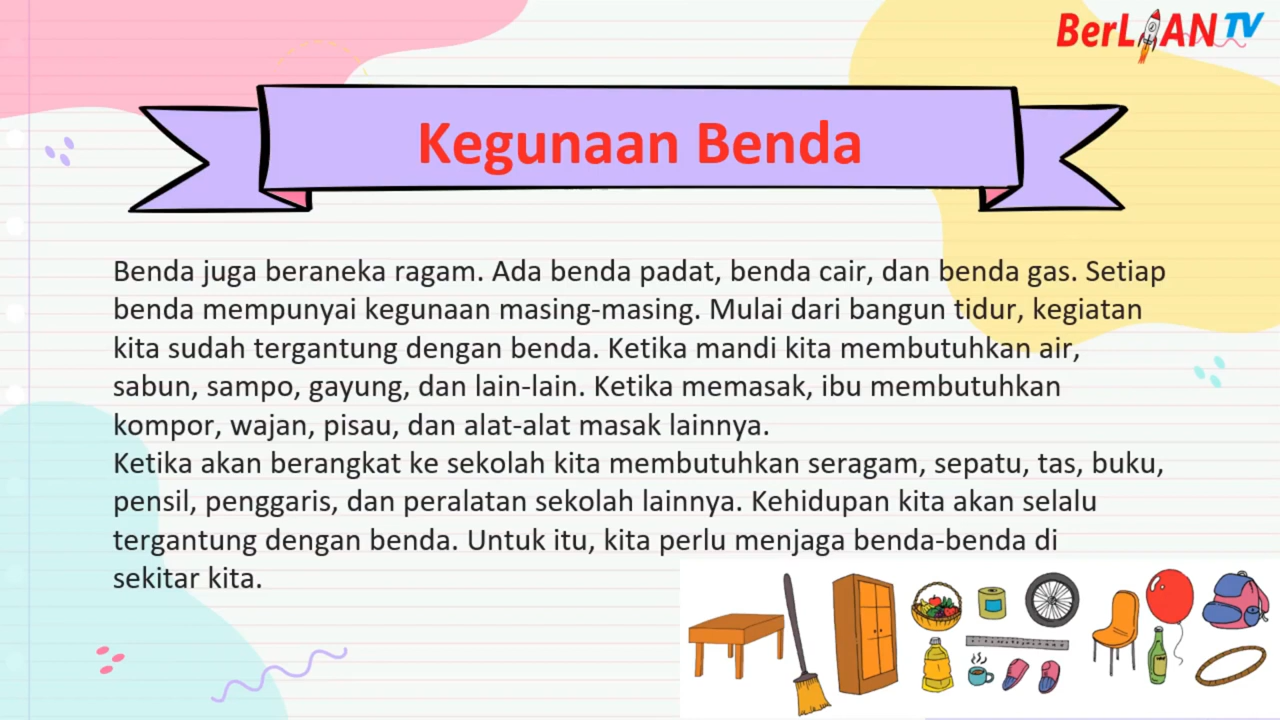 BerLIAN TV
Kegunaan Benda
Benda juga beraneka ragam. Ada benda padat, benda cair, dan benda gas. Setiap
benda mempunyai kegunaan masing-masing. Mulai dari bangun tidur, kegiatan
kita sudah tergantung dengan benda. Ketika mandi kita membutuhkan air,
sabun, sampo, gayung, dan lain-lain. Ketika memasak, ibu membutuhkan
kompor, wajan, pisau, dan alat-alat masak lainnya.
Ketika akan berangkat ke sekolah kita membutuhkan seragam, sepatu, tas, buku,
pensil, penggaris, dan peralatan sekolah lainnya. Kehidupan kita akan selalu
tergantung dengan benda. Untuk itu, kita perlu menjaga benda-benda di
sekitar kita.